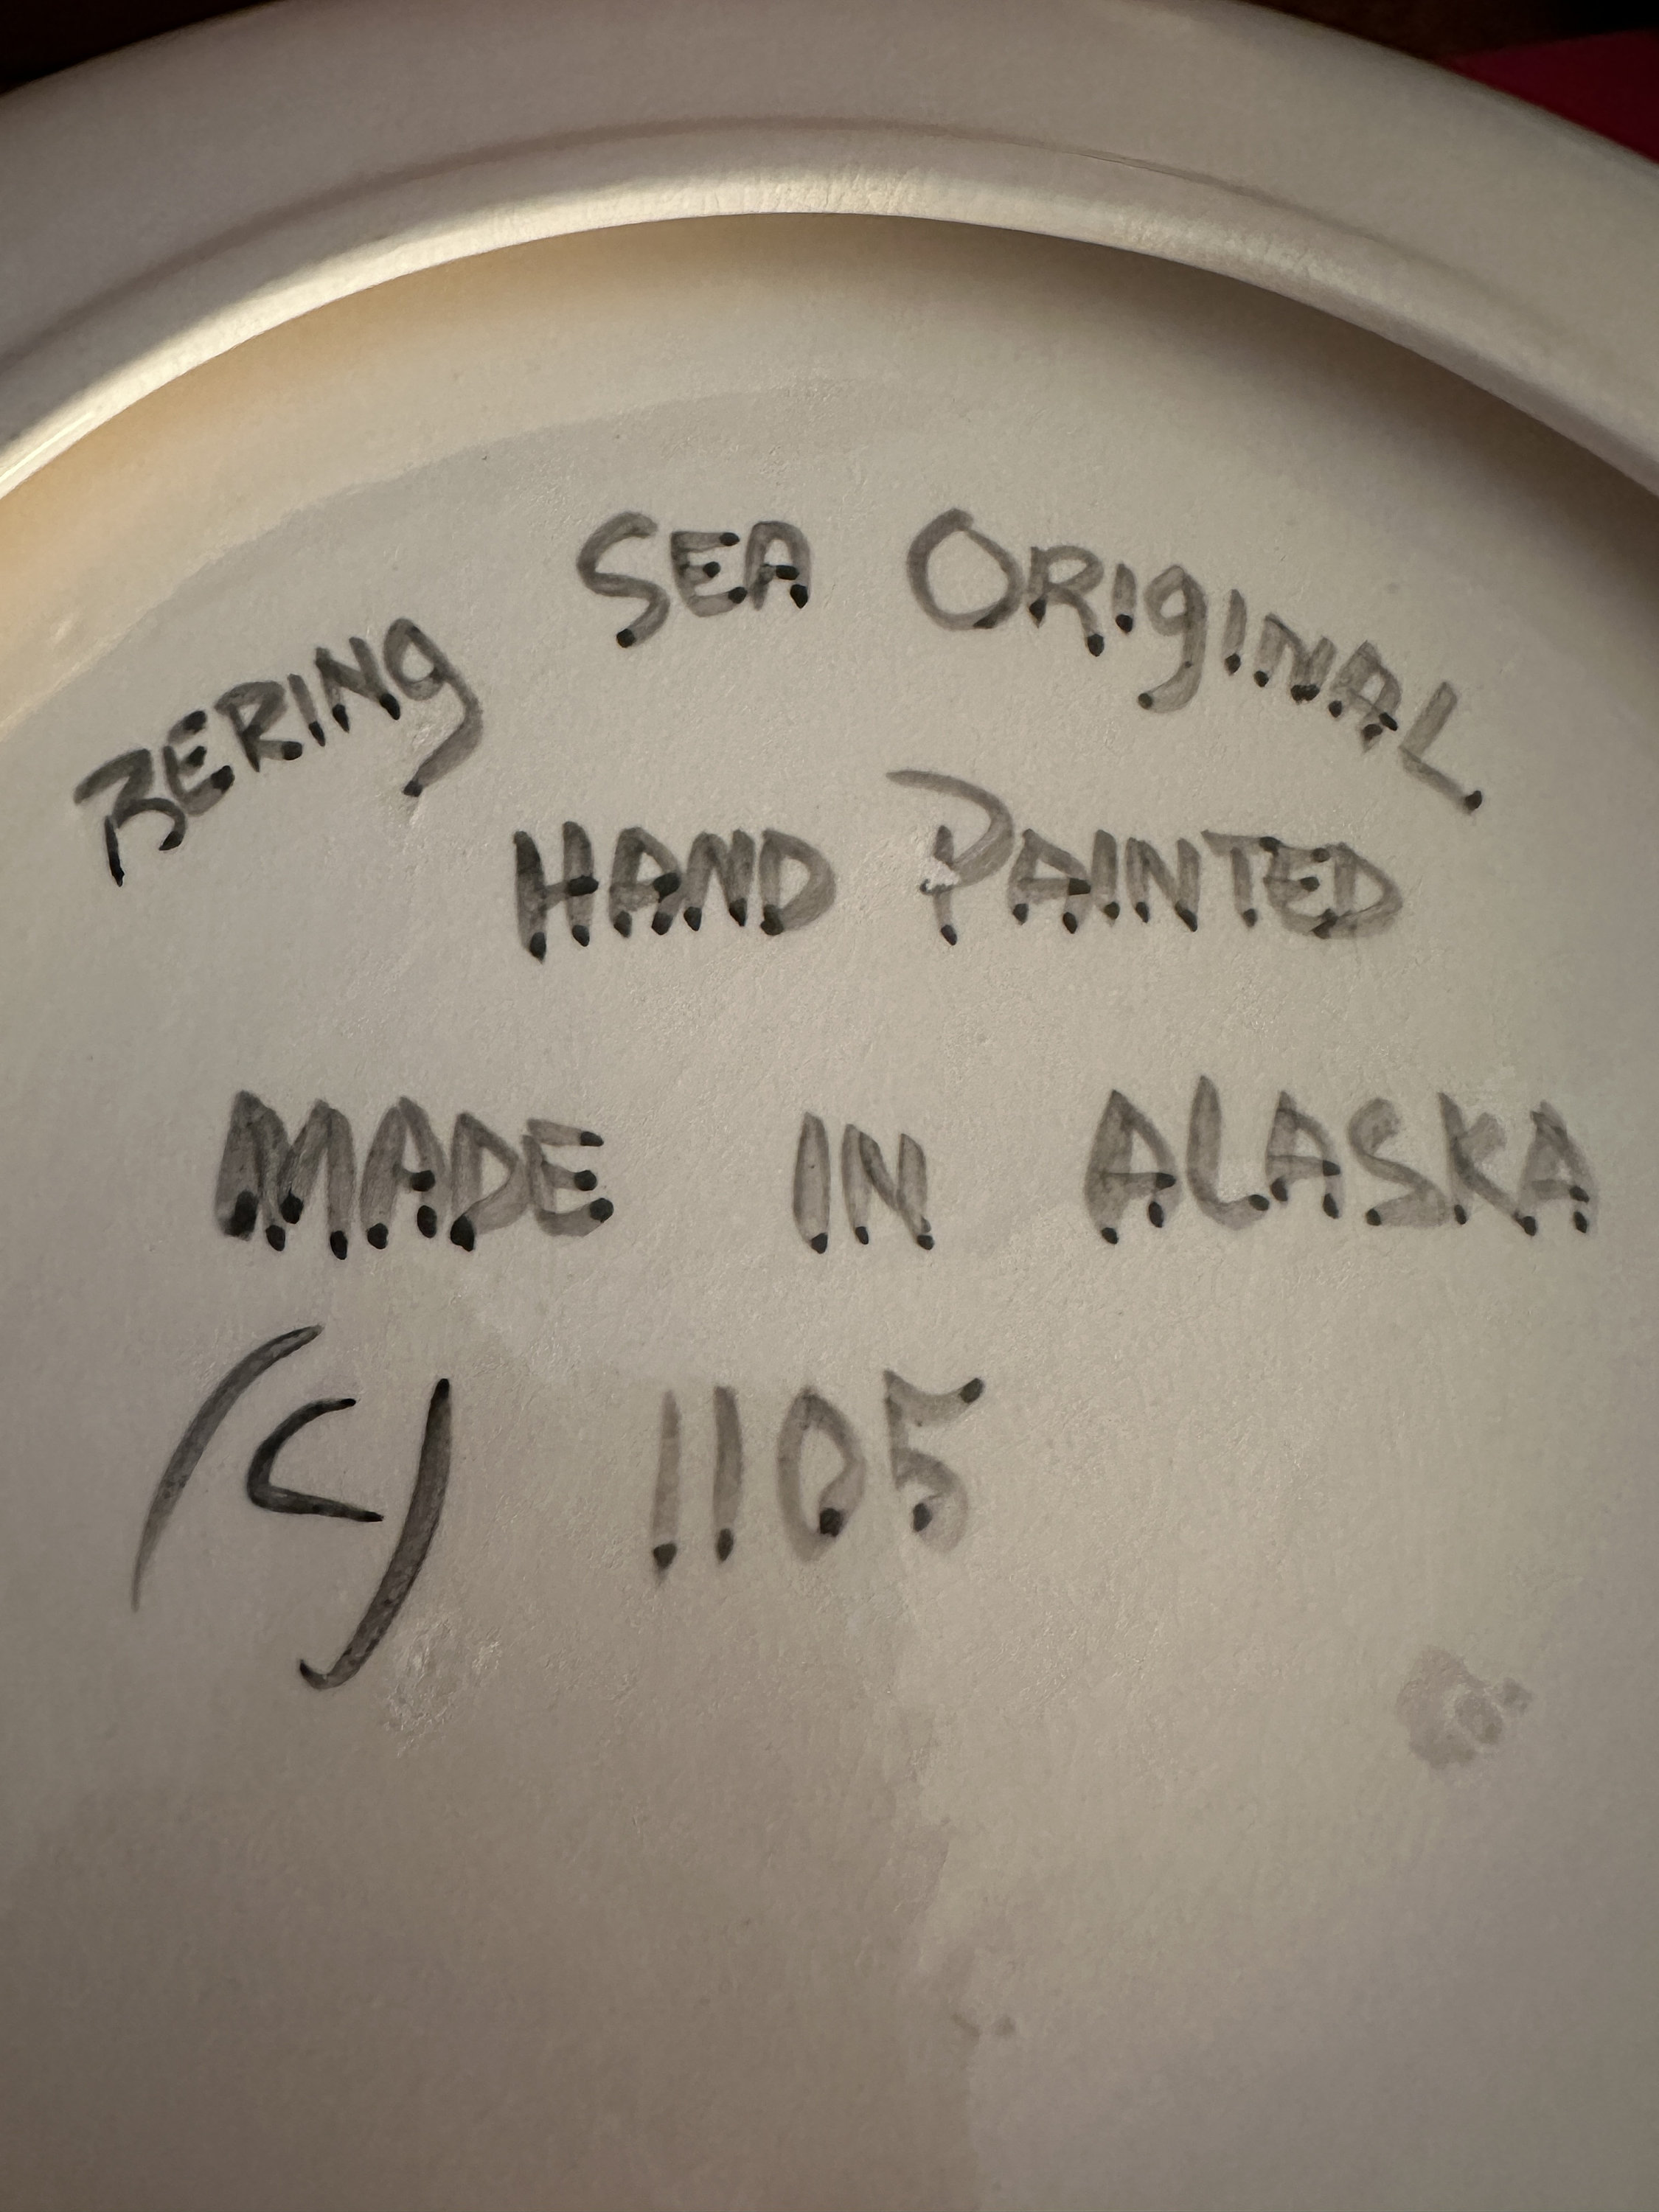 BERING SEA ORIGINAL
HAND PAINTED
MADE IN ALASKA
(C) 1105